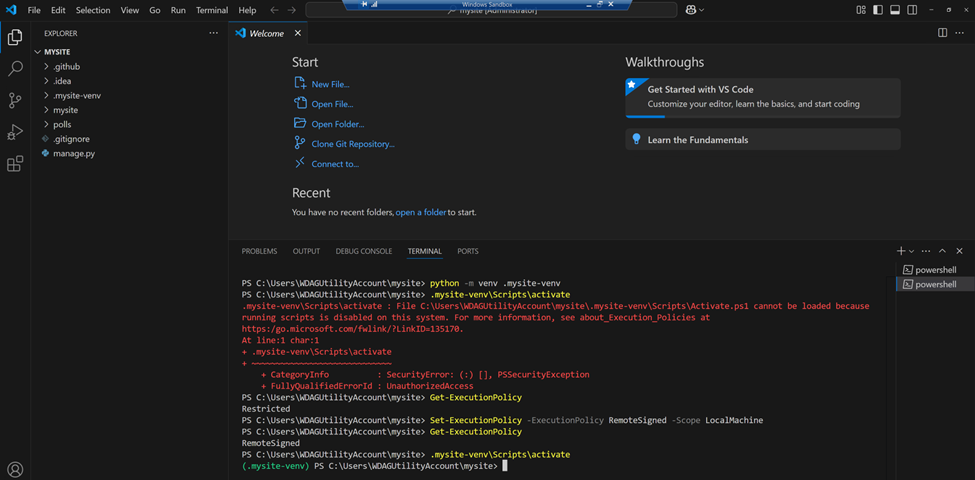 Windows Sandbox
File Edit Selection View Go Run Terminal Help
mysite [Administrator]
EXPLORER
MYSITE
.github
.idea
.mysite-venv
mysite
polls
.gitignore
manage.py
Welcome
Start
New File...
Open File...
Open Folder...
Clone Git Repository...
Connect to...
Recent
You have no recent folders, open a folder to start.
Walkthroughs
Get Started with VS Code
Customize your editor, learn the basics, and start coding
Learn the Fundamentals
PROBLEMS OUTPUT DEBUG CONSOLE TERMINAL PORTS
powershell
powershell
PS C:\Users\WDAGUtilityAccount\mysite> python -m venv .mysite-venv
PS C:\Users\WDAGUtilityAccount\mysite> .mysite-venv\Scripts\activate
.mysite-venv\Scripts\activate : File C:\Users\WDAGUtilityAccount\mysite\.mysite-venv\Scripts\Activate.ps1 cannot be loaded because
running scripts is disabled on this system. For more information, see about_Execution_Policies at
https:/go.microsoft.com/fwlink/?LinkID=135170.
At line:1 char:1
+ .mysite-venv\Scripts\activate
+ ~~~~~~~~~~~~~~~~~~~~~~~~~~~~~
+ CategoryInfo : SecurityError: (:) [], PSSecurityException
+ FullyQualifiedErrorId : UnauthorizedAccess
PS C:\Users\WDAGUtilityAccount\mysite> Get-ExecutionPolicy
Restricted
PS C:\Users\WDAGUtilityAccount\mysite> Set-ExecutionPolicy -ExecutionPolicy RemoteSigned -Scope LocalMachine
PS C:\Users\WDAGUtilityAccount\mysite> Get-ExecutionPolicy
RemoteSigned
PS C:\Users\WDAGUtilityAccount\mysite> .mysite-venv\Scripts\activate
(.mysite-venv) PS C:\Users\WDAGUtilityAccount\mysite>